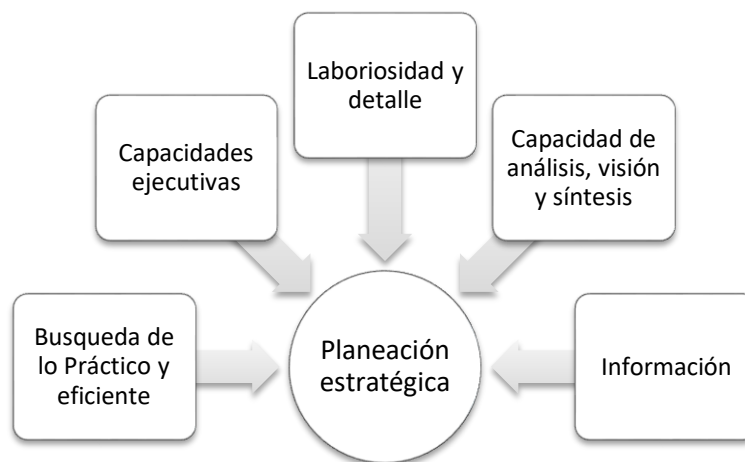 Laboriosidad y
detalle
Capacidades
ejecutivas
Capacidad de
análisis, visión
y síntesis
Busqueda de
lo Práctico y
eficiente
Planeación
estratégica
Información